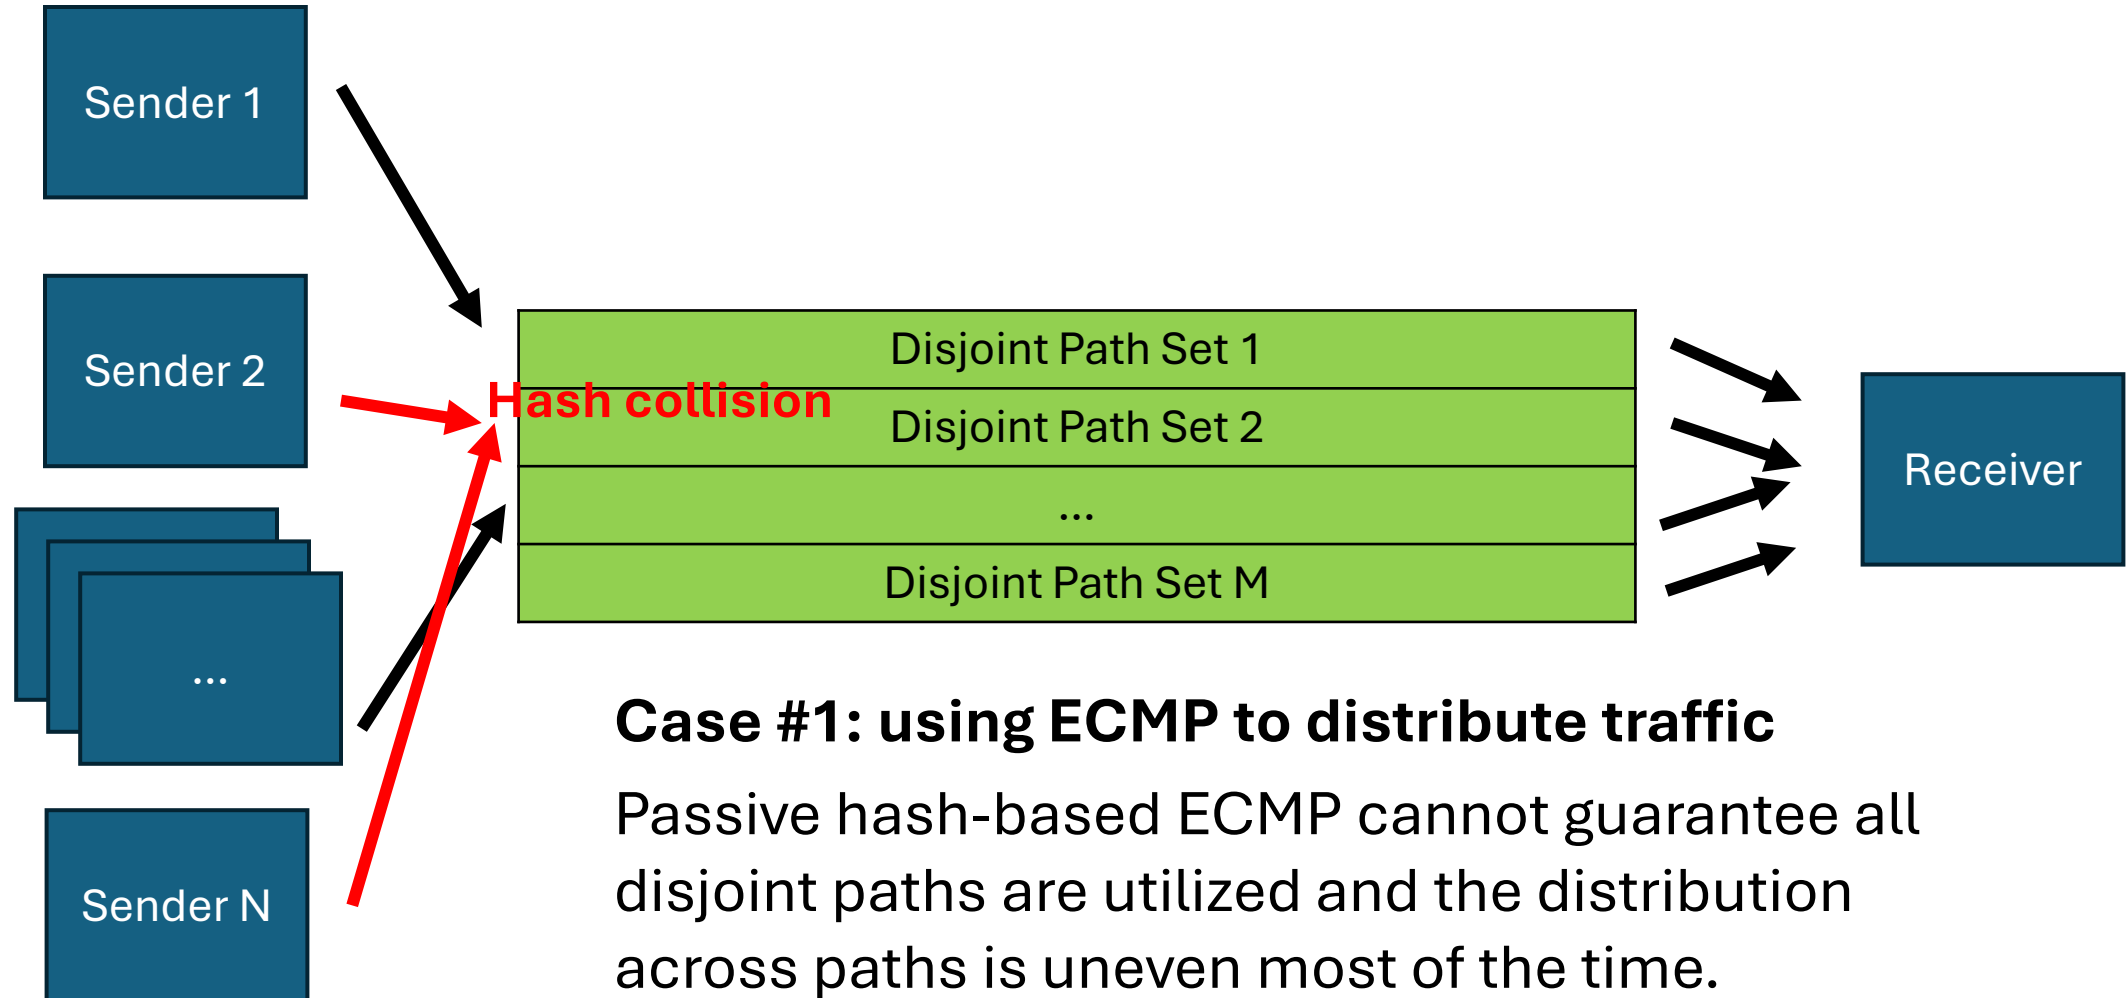 Sender 1
Sender 2
...
Sender N
Hash collision
Disjoint Path Set 1
Disjoint Path Set 2
...
Disjoint Path Set M
Receiver
Case #1: using ECMP to distribute traffic
Passive hash-based ECMP cannot guarantee all
disjoint paths are utilized and the distribution
across paths is uneven most of the time.